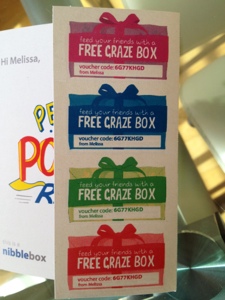 Hi Melissa,
feed your friends with a
FREE CRAZE BOX
voucher code: 6G77KHGD
from Melissa
feed your friends with a
FREE CRAZE BOX
voucher code: 6G77KHGD
from Melissa
feed your friends with a
FREE CRAZE BOX
voucher code: 6G77KHGD
from Melissa
feed your friends with a
FREE CRAZE BOX
voucher code: 6G77KHGD
from Melissa
PE
PO
R
nibblebox